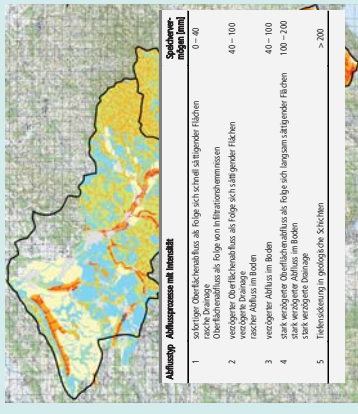 Abflusstyp Abflussprozesse mit Intensität Speicherver-
mögen [mm]
1 sofortiger Oberflächenabfluss als Folge sich schnell sättigender Flächen 0 – 40
rasche Drainage
Oberflächenabfluss als Folge von Infiltrationshemmnissen
2 verzögerter Oberflächenabfluss als Folge sich sättigender Flächen 40 – 100
verzögerte Drainage
rascher Abfluss im Boden
3 verzögerter Abfluss im Boden 40 – 100
4 stark verzögerter Oberflächenabfluss als Folge sich langsam sättigender Flächen 100 – 200
stark verzögerter Abfluss im Boden
stark verzögerte Drainage
5 Tiefensickerung in geologische Schichten > 200